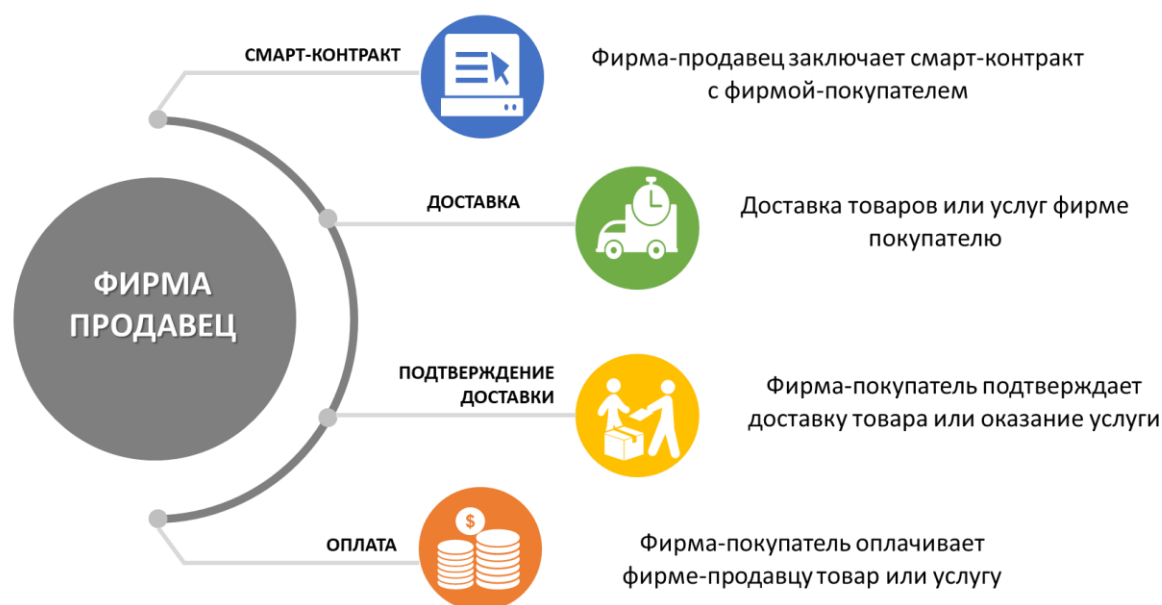 СМАРТ-КОНТРАКТ
Фирма-продавец заключает смарт-контракт
с фирмой-покупателем
ДОСТАВКА
Доставка товаров или услуг фирме
покупателю
ФИРМА
ПРОДАВЕЦ
ПОДТВЕРЖДЕНИЕ
ДОСТАВКИ
Фирма-покупатель подтверждает
доставку товара или оказание услуги
ОПЛАТА
$
Фирма-покупатель оплачивает
фирме-продавцу товар или услугу